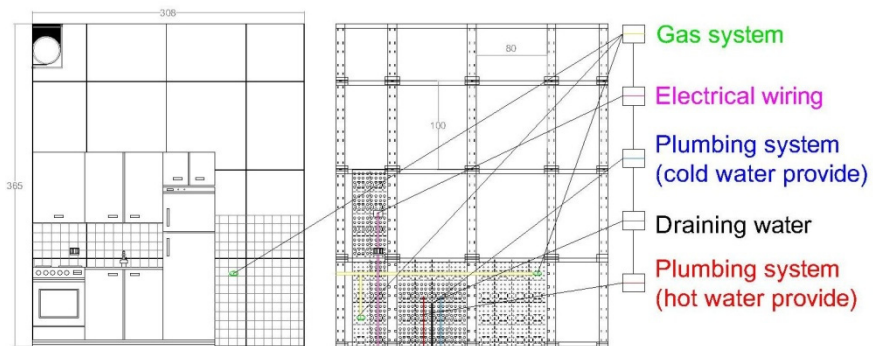 308
365
80
100
Gas system
Electrical wiring
Plumbing system
(cold water provide)
Draining water
Plumbing system
(hot water provide)